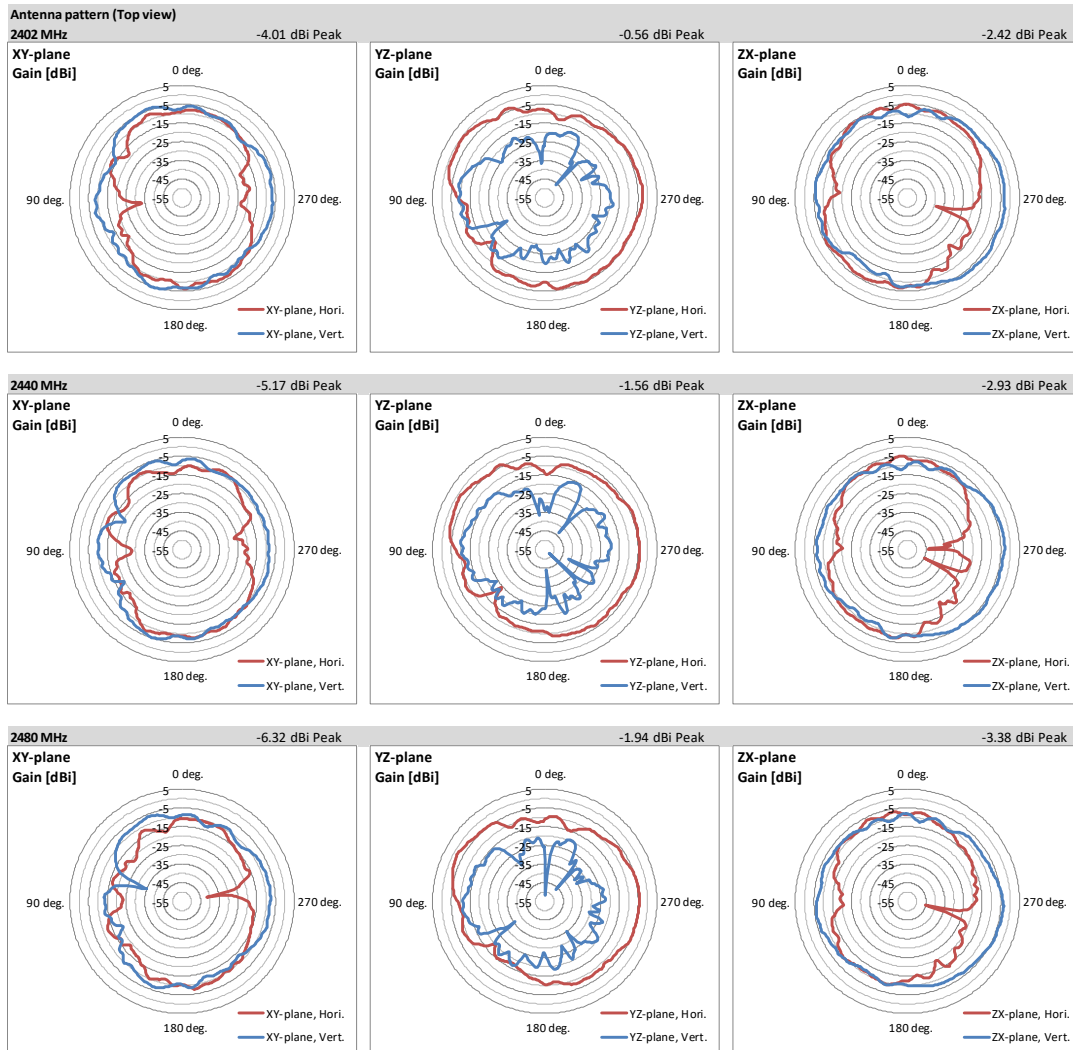 Antenna pattern (Top view)
2402 MHz -4.01 dBi Peak -0.56 dBi Peak -2.42 dBi Peak
XY-plane
Gain [dBi]
0 deg.
5
-5
-15
-25
-35
-45
-55
90 deg.
270 deg.
180 deg.
XY-plane, Hori.
XY-plane, Vert.
YZ-plane
Gain [dBi]
0 deg.
5
-5
-15
-25
-35
-45
-55
90 deg.
270 deg.
180 deg.
YZ-plane, Hori.
YZ-plane, Vert.
ZX-plane
Gain [dBi]
0 deg.
5
-5
-15
-25
-35
-45
-55
90 deg.
270 deg.
180 deg.
ZX-plane, Hori.
ZX-plane, Vert.
2440 MHz -5.17 dBi Peak -1.56 dBi Peak -2.93 dBi Peak
XY-plane
Gain [dBi]
0 deg.
5
-5
-15
-25
-35
-45
-55
90 deg.
270 deg.
180 deg.
XY-plane, Hori.
XY-plane, Vert.
YZ-plane
Gain [dBi]
0 deg.
5
-5
-15
-25
-35
-45
-55
90 deg.
270 deg.
180 deg.
YZ-plane, Hori.
YZ-plane, Vert.
ZX-plane
Gain [dBi]
0 deg.
5
-5
-15
-25
-35
-45
-55
90 deg.
270 deg.
180 deg.
ZX-plane, Hori.
ZX-plane, Vert.
2480 MHz -6.32 dBi Peak -1.94 dBi Peak -3.38 dBi Peak
XY-plane
Gain [dBi]
0 deg.
5
-5
-15
-25
-35
-45
-55
90 deg.
270 deg.
180 deg.
XY-plane, Hori.
XY-plane, Vert.
YZ-plane
Gain [dBi]
0 deg.
5
-5
-15
-25
-35
-45
-55
90 deg.
270 deg.
180 deg.
YZ-plane, Hori.
YZ-plane, Vert.
ZX-plane
Gain [dBi]
0 deg.
5
-5
-15
-25
-35
-45
-55
90 deg.
270 deg.
180 deg.
ZX-plane, Hori.
ZX-plane, Vert.